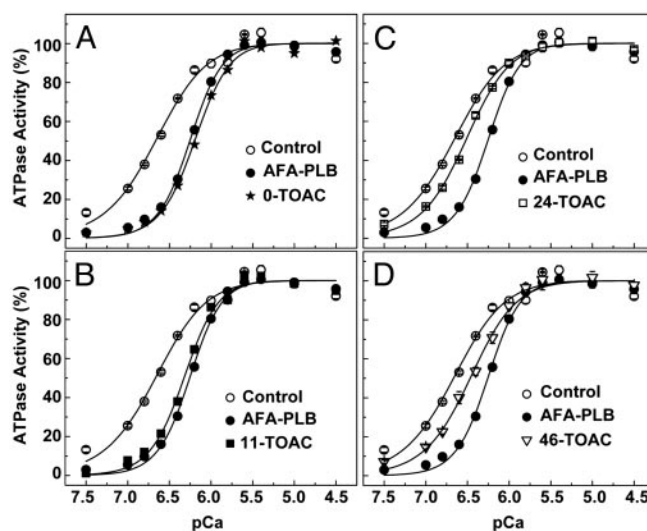 A
ATPase Activity (%)
100
80
60
40
20
0
Control
AFA-PLB
0-TOAC
C
Control
AFA-PLB
24-TOAC
B
ATPase Activity (%)
100
80
60
40
20
0
Control
AFA-PLB
11-TOAC
7.5 7.0 6.5 6.0 5.5 5.0 4.5
pCa
D
Control
AFA-PLB
46-TOAC
7.5 7.0 6.5 6.0 5.5 5.0 4.5
pCa